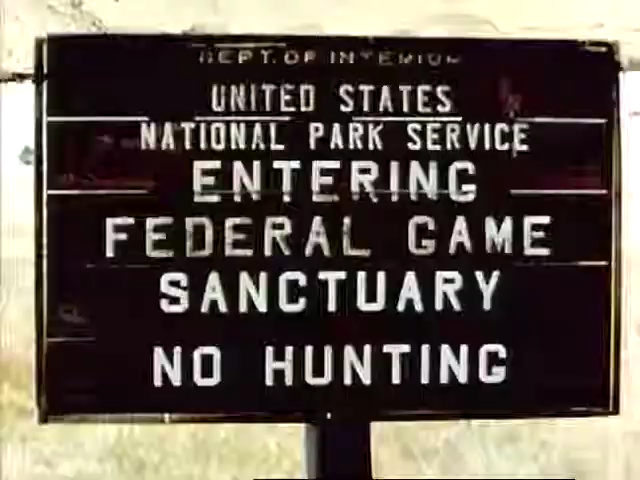 DEPT. OF INTERIOR
UNITED STATES
NATIONAL PARK SERVICE
ENTERING
FEDERAL GAME
SANCTUARY
NO HUNTING